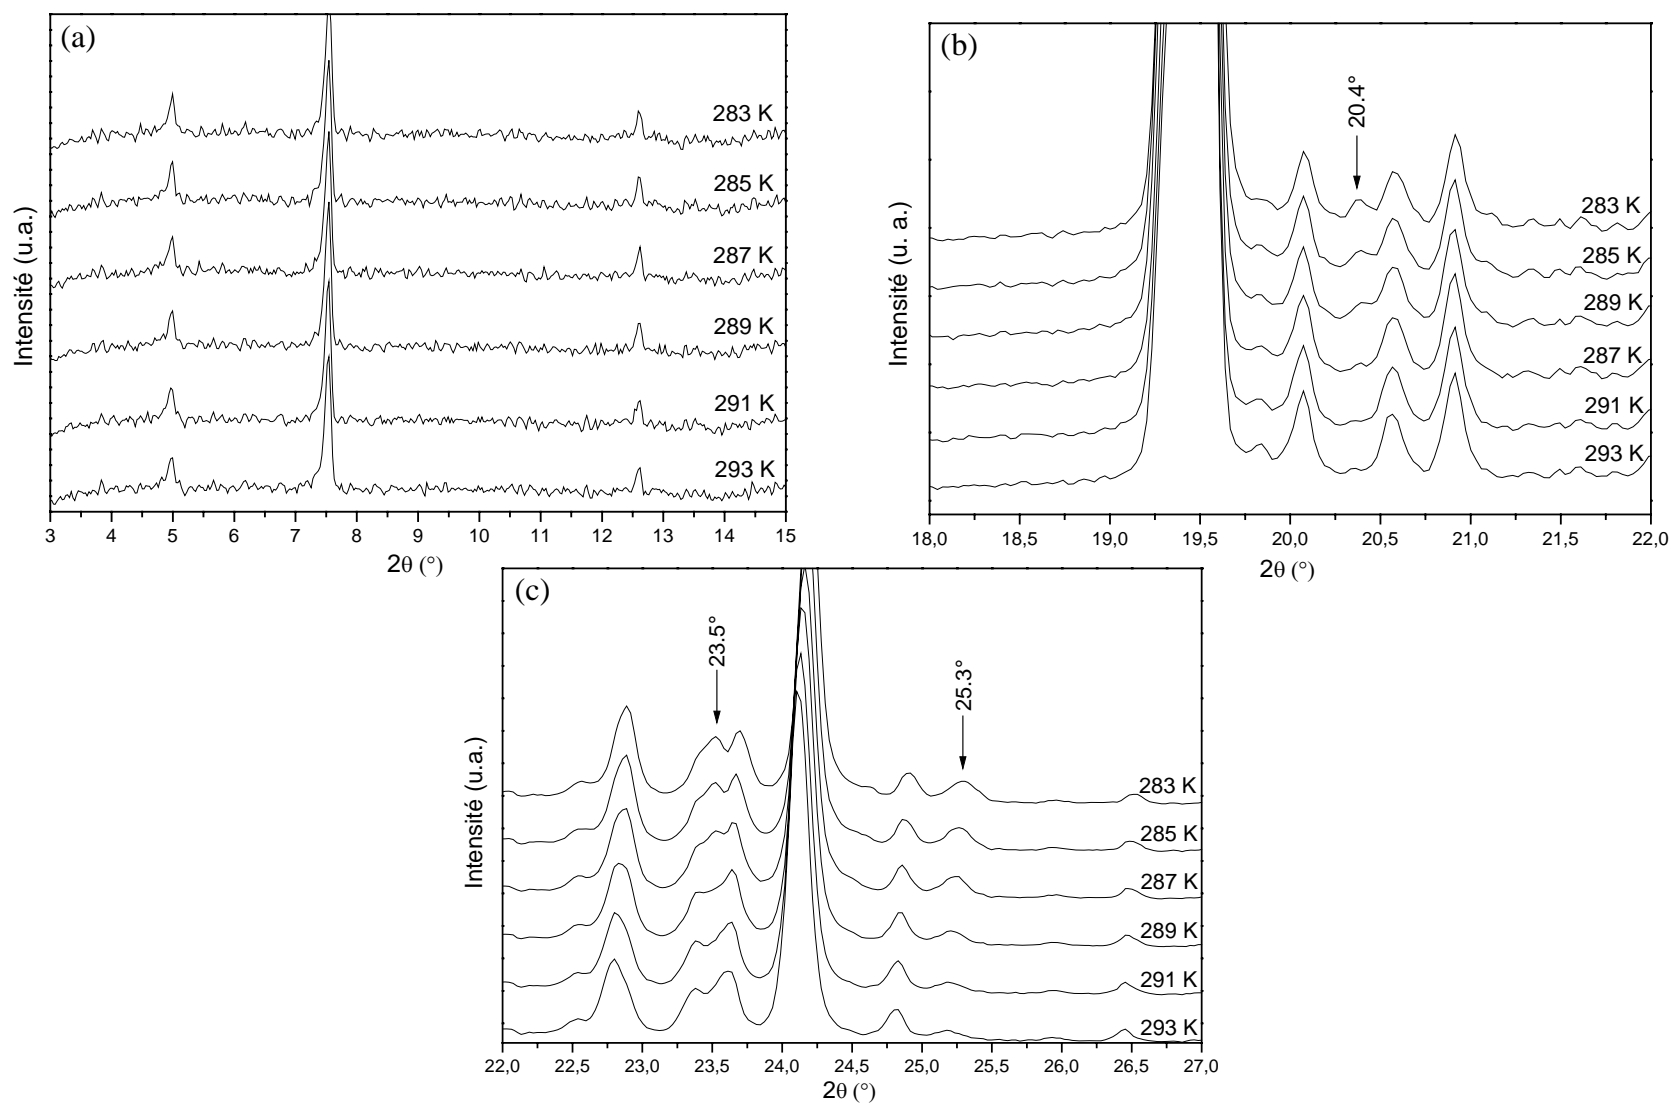 (a)
283 K
285 K
287 K
289 K
291 K
293 K
Intensité (u.a.)
3 4 5 6 7 8 9 10 11 12 13 14 15
2θ (°)
(b)
20.4°
283 K
285 K
289 K
287 K
291 K
293 K
Intensité (u. a.)
18,0 18,5 19,0 19,5 20,0 20,5 21,0 21,5 22,0
2θ (°)
(c)
23.5°
25.3°
283 K
285 K
287 K
289 K
291 K
293 K
Intensité (u.a.)
22,0 22,5 23,0 23,5 24,0 24,5 25,0 25,5 26,0 26,5 27,0
2θ (°)